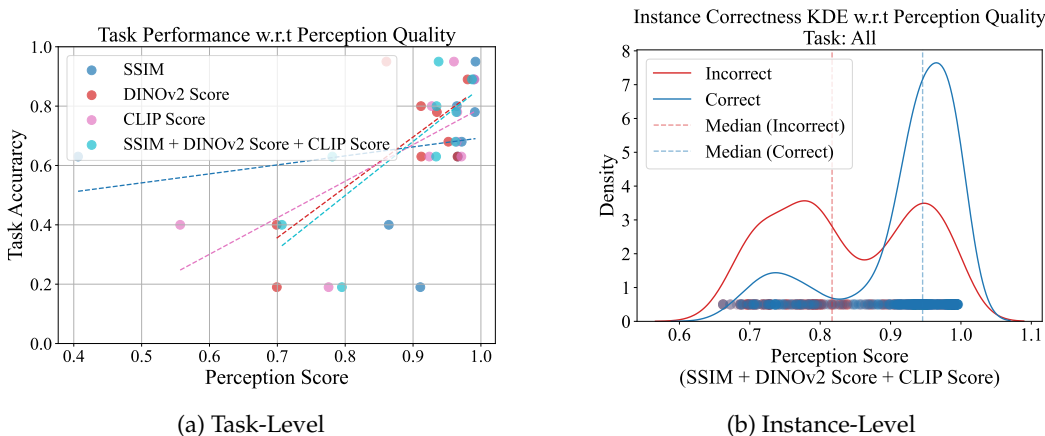 Task Performance w.r.t Perception Quality
1.0
0.8
0.6
0.4
0.2
0.0
Task Accurarcy
SSIM
DINOv2 Score
CLIP Score
SSIM + DINOv2 Score + CLIP Score
0.4
0.5
0.6
0.7
0.8
0.9
1.0
Perception Score
(a) Task-Level
Instance Correctness KDE w.r.t Perception Quality
Task: All
8
7
6
5
4
3
2
1
0
Density
Incorrect
Correct
Median (Incorrect)
Median (Correct)
0.6
0.7
0.8
0.9
1.0
1.1
Perception Score
(SSIM + DINOv2 Score + CLIP Score)
(b) Instance-Level